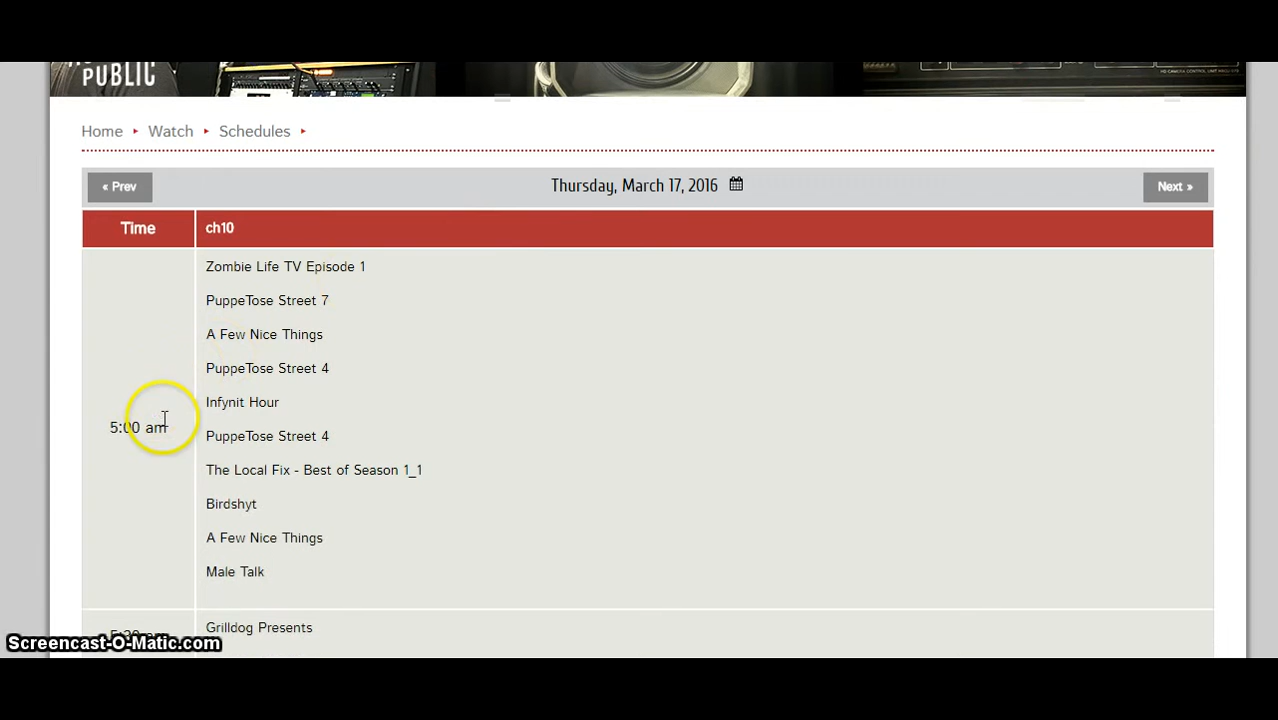 PUBLIC
Home ▸ Watch ▸ Schedules ▸
« Prev
Thursday, March 17, 2016
Next »
Time
ch10
Zombie Life TV Episode 1
PuppeTose Street 7
A Few Nice Things
PuppeTose Street 4
Infynit Hour
5:00 am
PuppeTose Street 4
The Local Fix - Best of Season 1_1
Birdshyt
A Few Nice Things
Male Talk
Grilldog Presents
Screencast-O-Matic.com